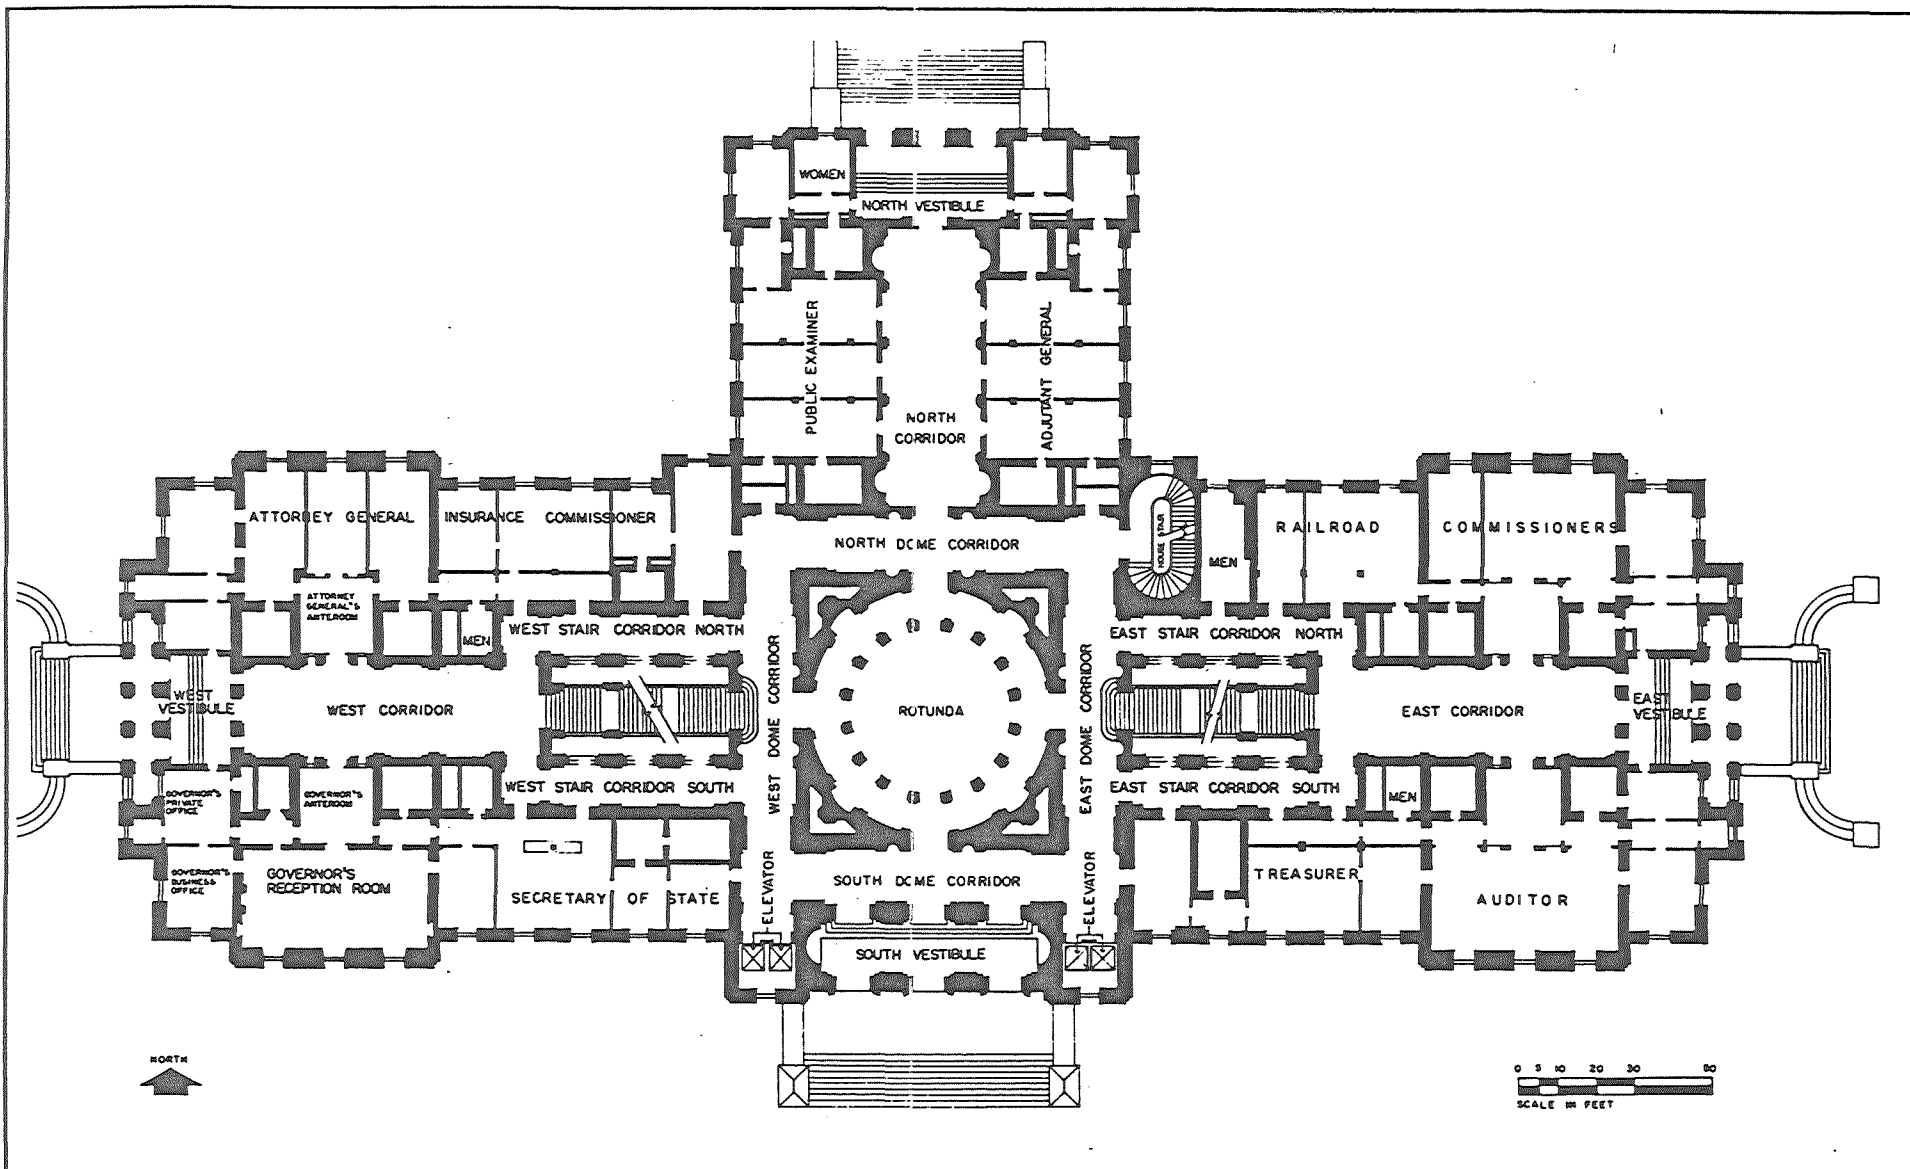 WOMEN
NORTH VESTIBULE
PUBLIC EXAMINER
ADJUTANT GENERAL
NORTH
CORRIDOR
ATTORNEY GENERAL
INSURANCE COMMISSIONER
RAILROAD COMMISSIONERS
NORTH DOME CORRIDOR
HOUSE STAIR
MEN
ATTORNEY
GENERAL'S
ANTEROOM
MEN
WEST STAIR CORRIDOR NORTH
EAST STAIR CORRIDOR NORTH
WEST
VESTIBULE
WEST CORRIDOR
WEST DOME CORRIDOR
ROTUNDA
EAST DOME CORRIDOR
EAST CORRIDOR
EAST
VESTIBULE
WEST STAIR CORRIDOR SOUTH
EAST STAIR CORRIDOR SOUTH
GOVERNOR'S
PRIVATE
OFFICE
GOVERNOR'S
ANTEROOM
MEN
GOVERNOR'S
BUSINESS
OFFICE
GOVERNOR'S
RECEPTION ROOM
SECRETARY OF STATE
ELEVATOR
SOUTH DOME CORRIDOR
ELEVATOR
TREASURER
AUDITOR
SOUTH VESTIBULE
NORTH
0 5 10 20 30 50
SCALE IN FEET